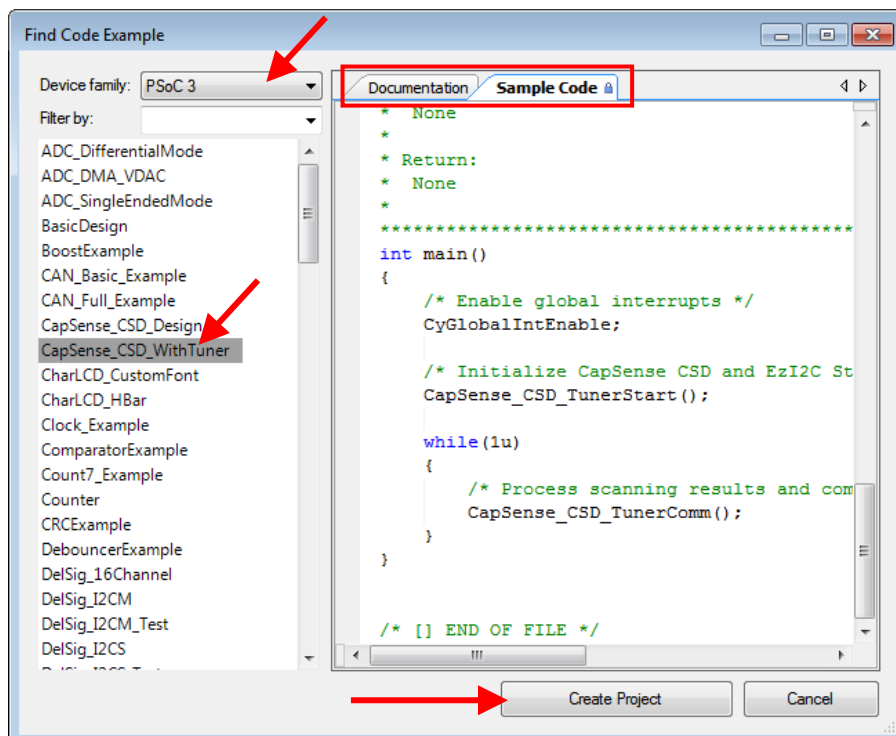 Find Code Example
Device family: PSoC 3
Filter by:
ADC_DifferentialMode
ADC_DMA_VDAC
ADC_SingleEndedMode
BasicDesign
BoostExample
CAN_Basic_Example
CAN_Full_Example
CapSense_CSD_Design
CapSense_CSD_WithTuner
CharLCD_CustomFont
CharLCD_HBar
Clock_Example
ComparatorExample
Count7_Example
Counter
CRCExample
DebouncerExample
DelSig_16Channel
DelSig_I2CM
DelSig_I2CM_Test
DelSig_I2CS
Documentation Sample Code
* None
*
* Return:
* None
*
*******************************************
int main()
{
/* Enable global interrupts */
CyGlobalIntEnable;
/* Initialize CapSense CSD and EzI2C St
CapSense_CSD_TunerStart();
while(1u)
{
/* Process scanning results and com
CapSense_CSD_TunerComm();
}
}
/* [] END OF FILE */
Create Project Cancel